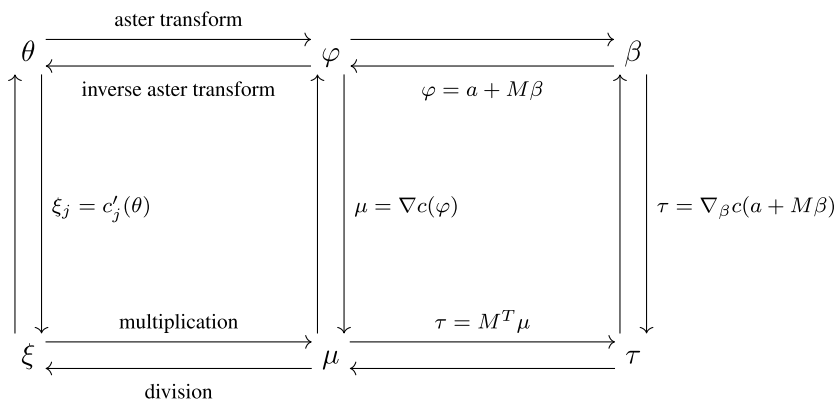 aster transform
θ φ β
inverse aster transform φ = a + Mβ
ξ_j = c′_j(θ) μ = ∇c(φ) τ = ∇_β c(a + Mβ)
multiplication τ = M^T μ
ξ μ τ
division